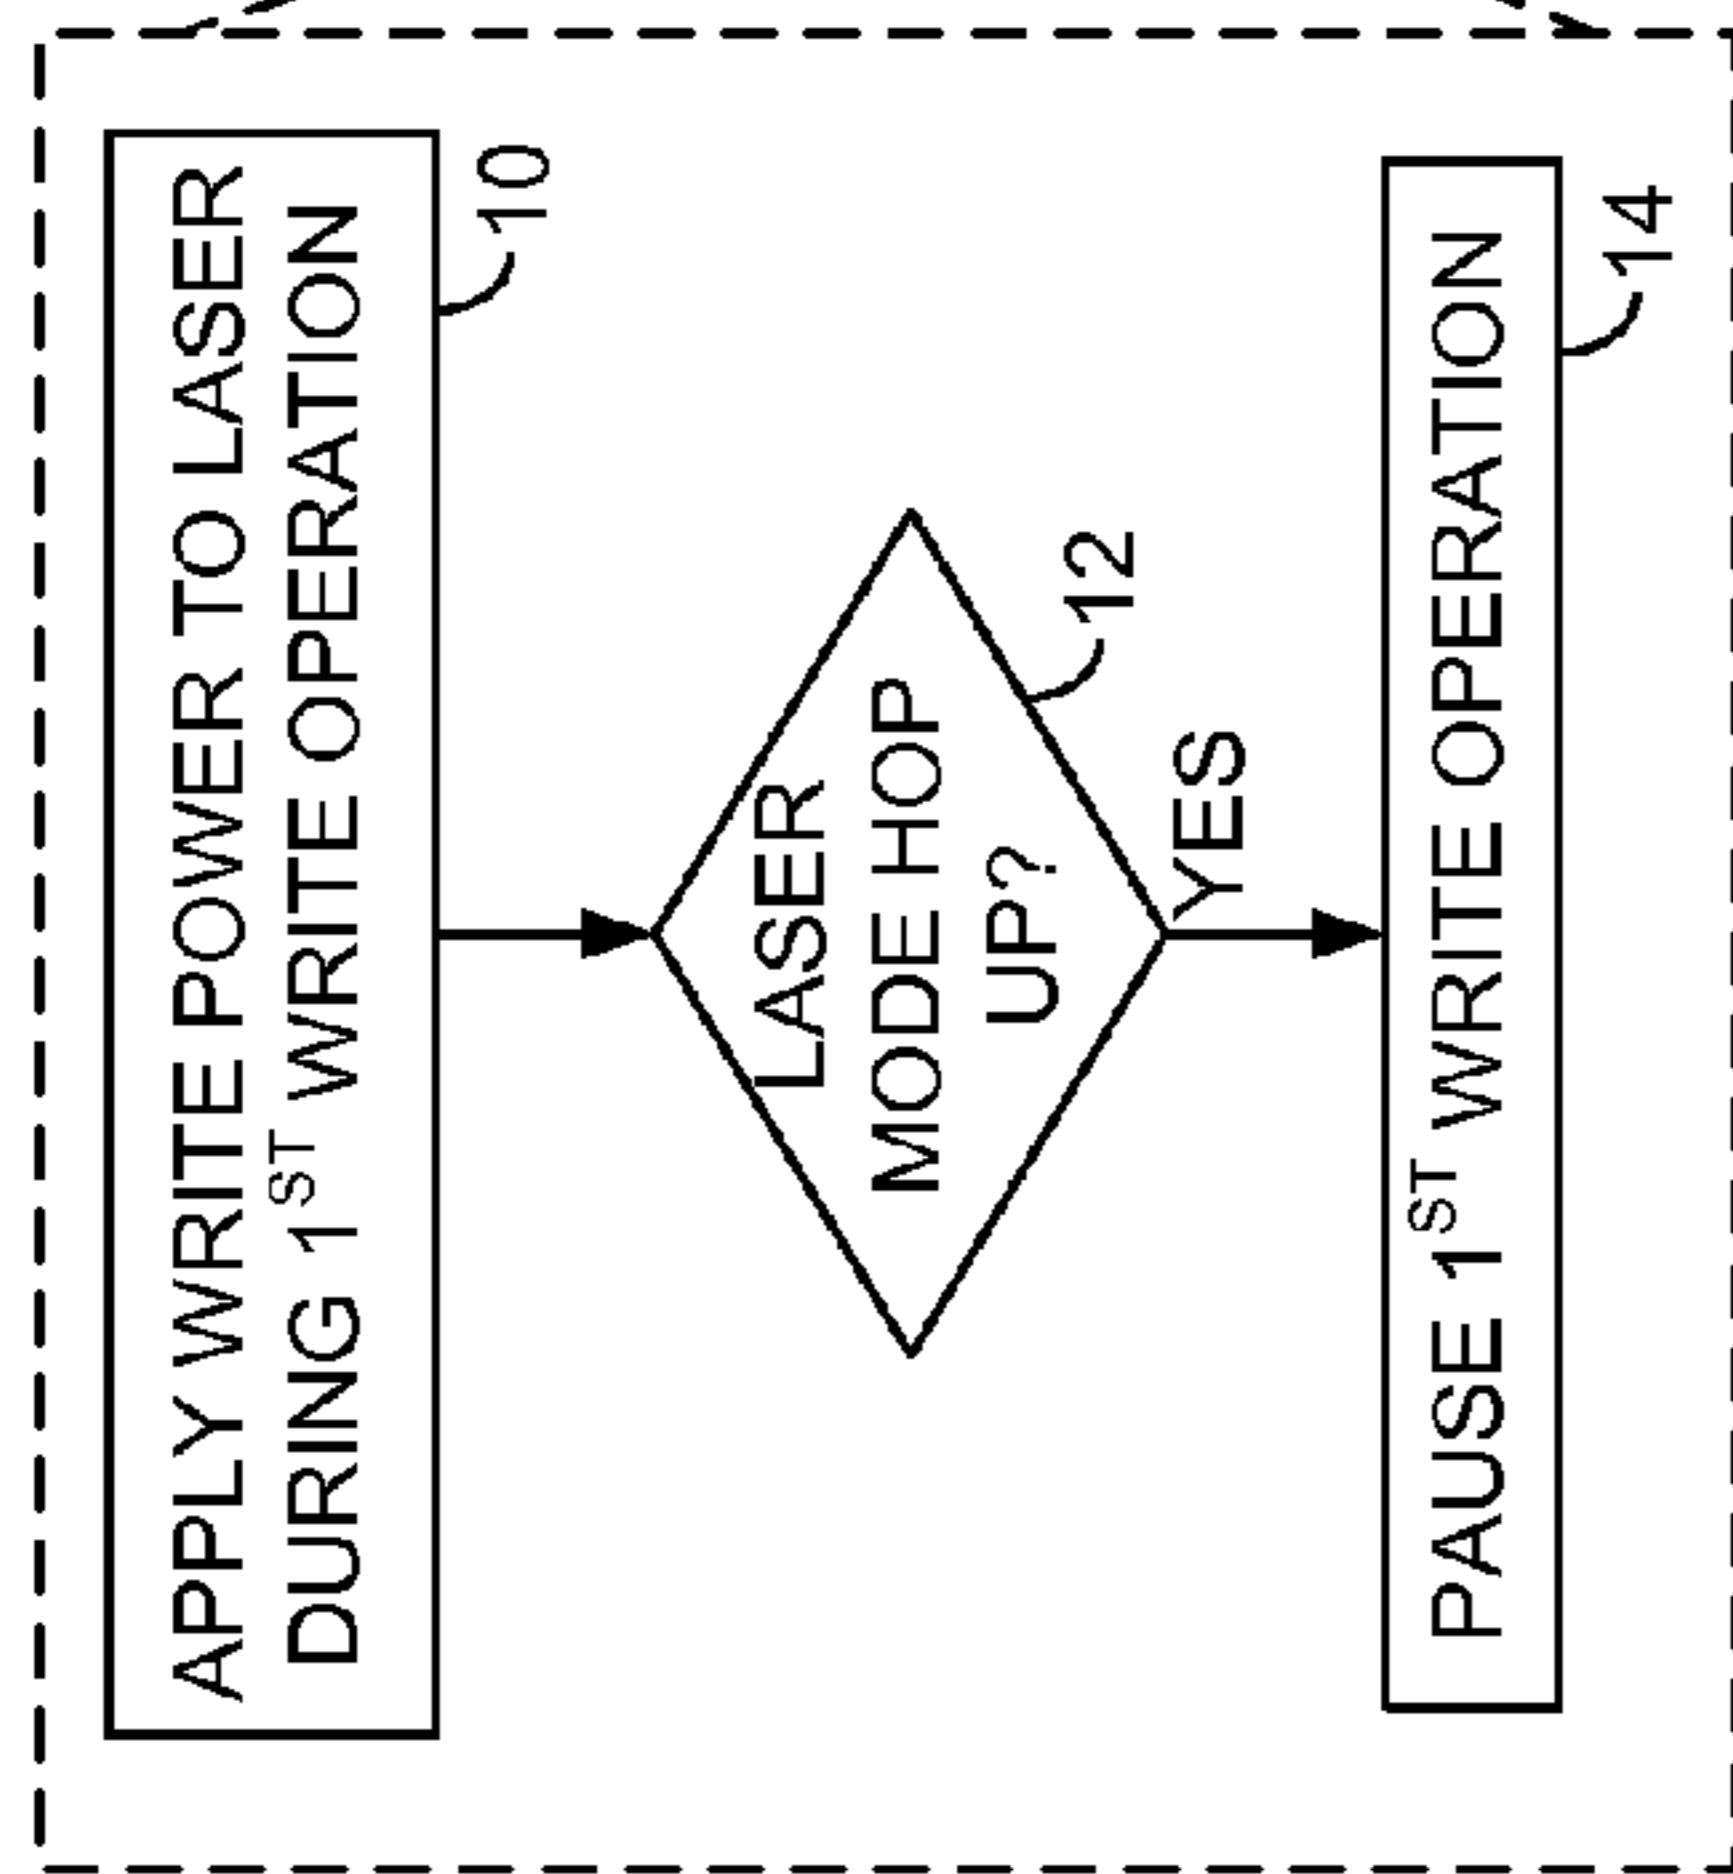 APPLY WRITE POWER TO LASER
DURING 1ST WRITE OPERATION
10
LASER
MODE HOP
UP?
12
YES
PAUSE 1ST WRITE OPERATION
14